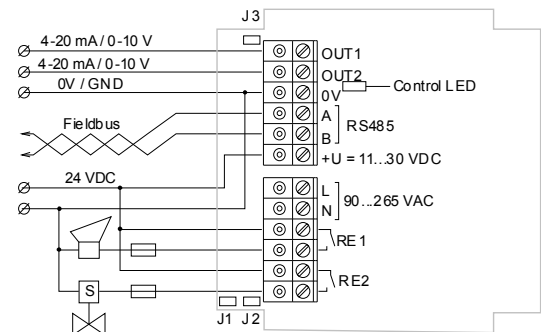 J3
4-20 mA / 0-10 V
OUT1
4-20 mA / 0-10 V
OUT2
0V / GND
0V
Control LED
Fieldbus
A
B
RS485
+U = 11...30 VDC
24 VDC
L
N
90...265 VAC
RE1
RE2
S
J1 J2